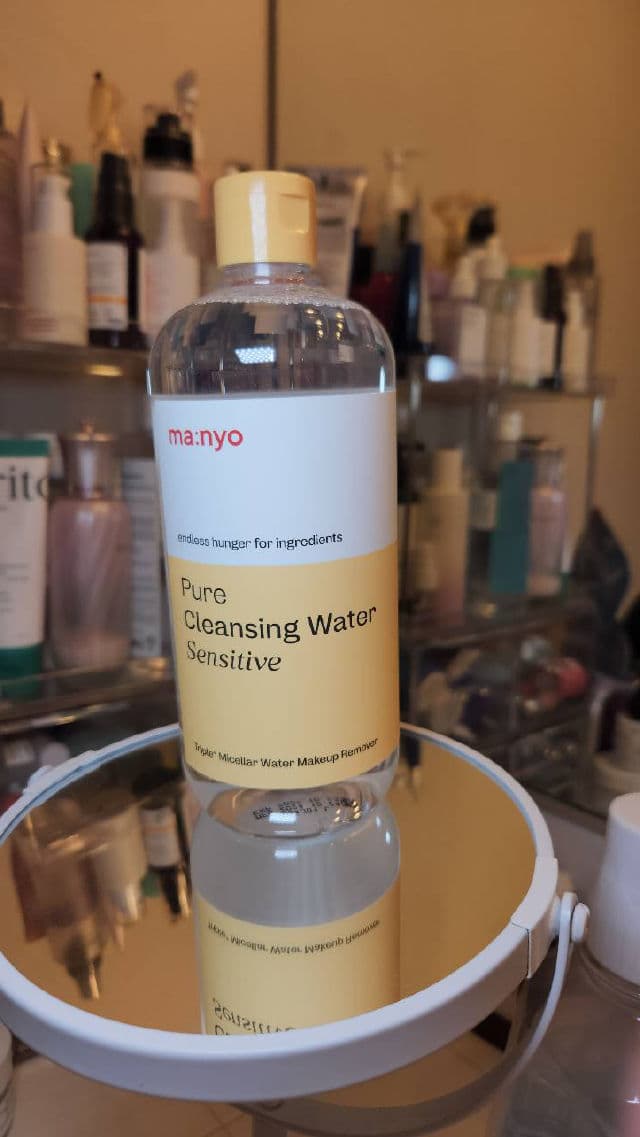 ma:nyo
endless hunger for ingredients
Pure
Cleansing Water
Sensitive
Triple* Micellar Water Makeup Remover